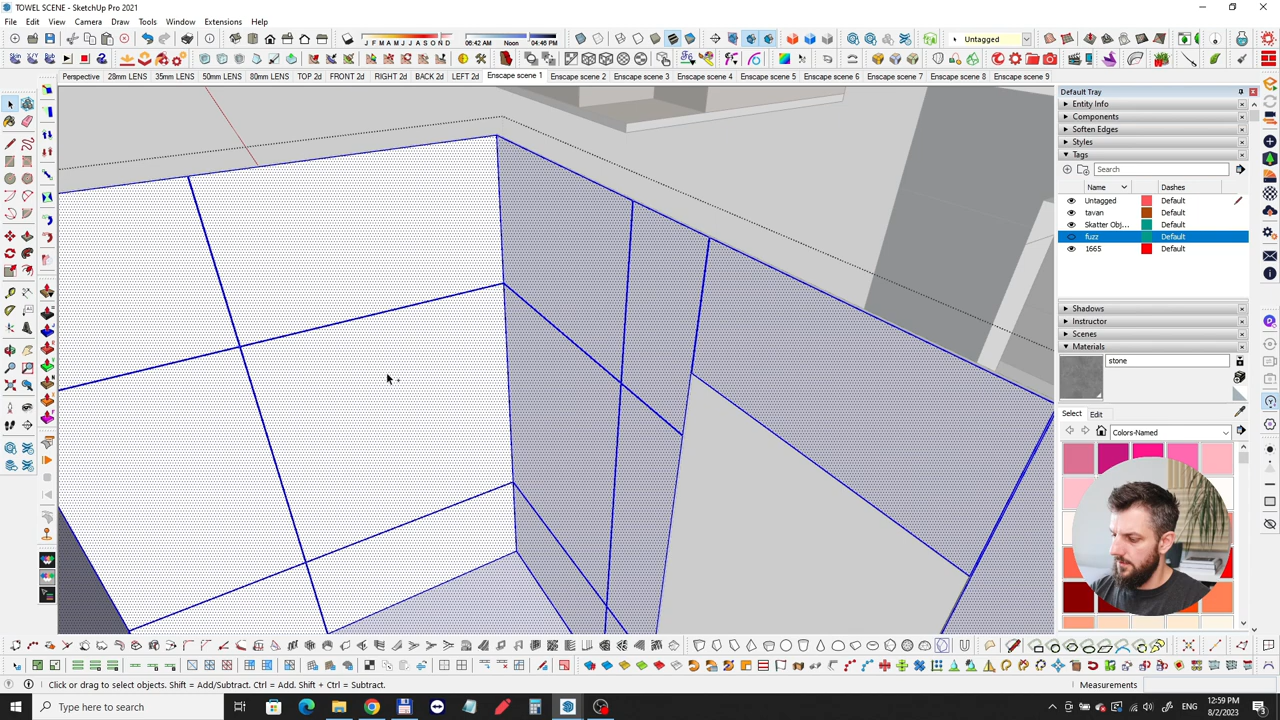 TOWEL SCENE - SketchUp Pro 2021
File Edit View Camera Draw Tools Window Extensions Help
J F M A M J J A S O N D
06:42 AM Noon 04:46 PM
Untagged
Perspective 28mm LENS 35mm LENS 50mm LENS 80mm LENS TOP 2d FRONT 2d RIGHT 2d BACK 2d LEFT 2d Enscape scene 1 Enscape scene 2 Enscape scene 3 Enscape scene 4 Enscape scene 5 Enscape scene 6 Enscape scene 7 Enscape scene 8 Enscape scene 9
Default Tray
Entity Info
Components
Soften Edges
Styles
Tags
Search
Name Dashes
Untagged Default
tavan Default
Skatter Obj... Default
fuzz Default
1665 Default
Shadows
Instructor
Scenes
Materials
stone
Select Edit
Colors-Named
Click or drag to select objects. Shift = Add/Subtract. Ctrl = Add. Shift + Ctrl = Subtract.
Measurements
Type here to search
ENG
12:59 PM
8/2/2023